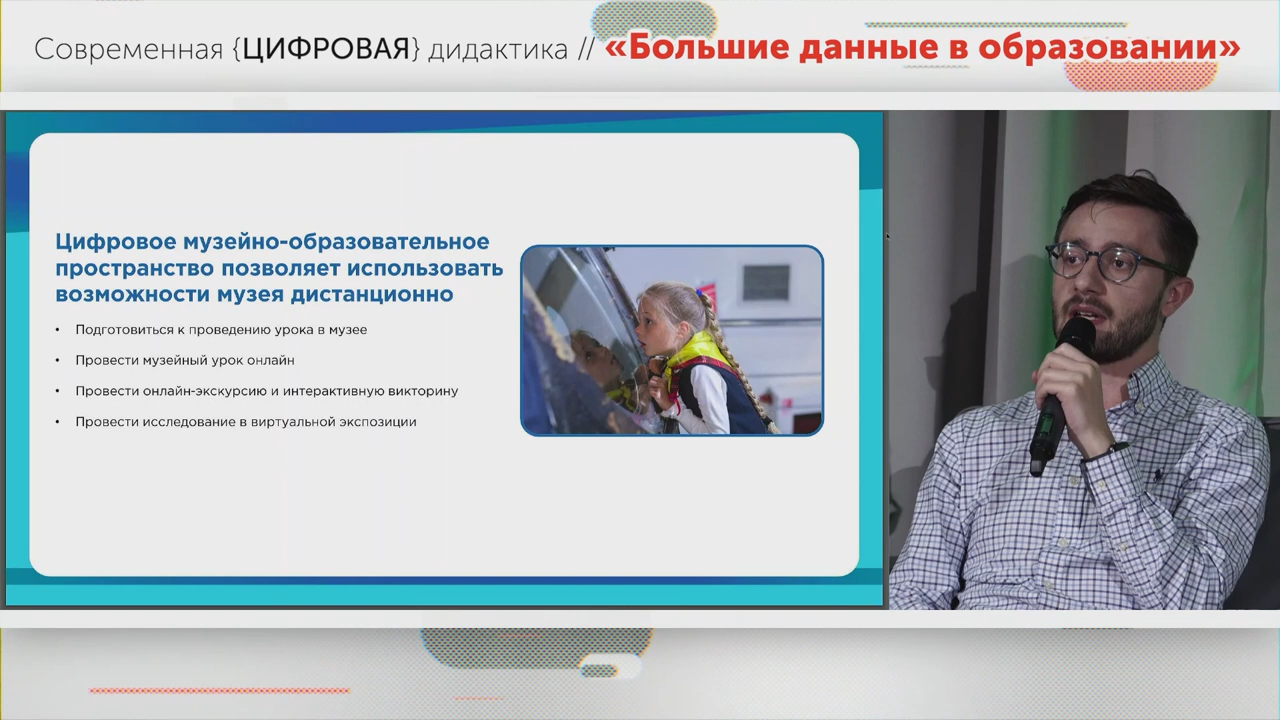 Современная {ЦИФРОВАЯ} дидактика // «Большие данные в образовании»
Цифровое музейно-образовательное
пространство позволяет использовать
возможности музея дистанционно
• Подготовиться к проведению урока в музее
• Провести музейный урок онлайн
• Провести онлайн-экскурсию и интерактивную викторину
• Провести исследование в виртуальной экспозиции